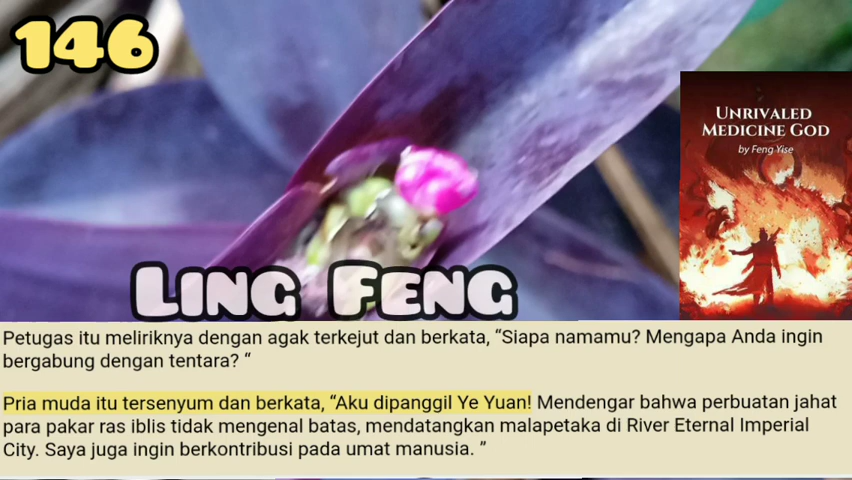 146
UNRIVALED
MEDICINE GOD
by Feng Yise
LING FENG
Petugas itu meliriknya dengan agak terkejut dan berkata, “Siapa namamu? Mengapa Anda ingin
bergabung dengan tentara? “
Pria muda itu tersenyum dan berkata, “Aku dipanggil Ye Yuan! Mendengar bahwa perbuatan jahat
para pakar ras iblis tidak mengenal batas, mendatangkan malapetaka di River Eternal Imperial
City. Saya juga ingin berkontribusi pada umat manusia. ”